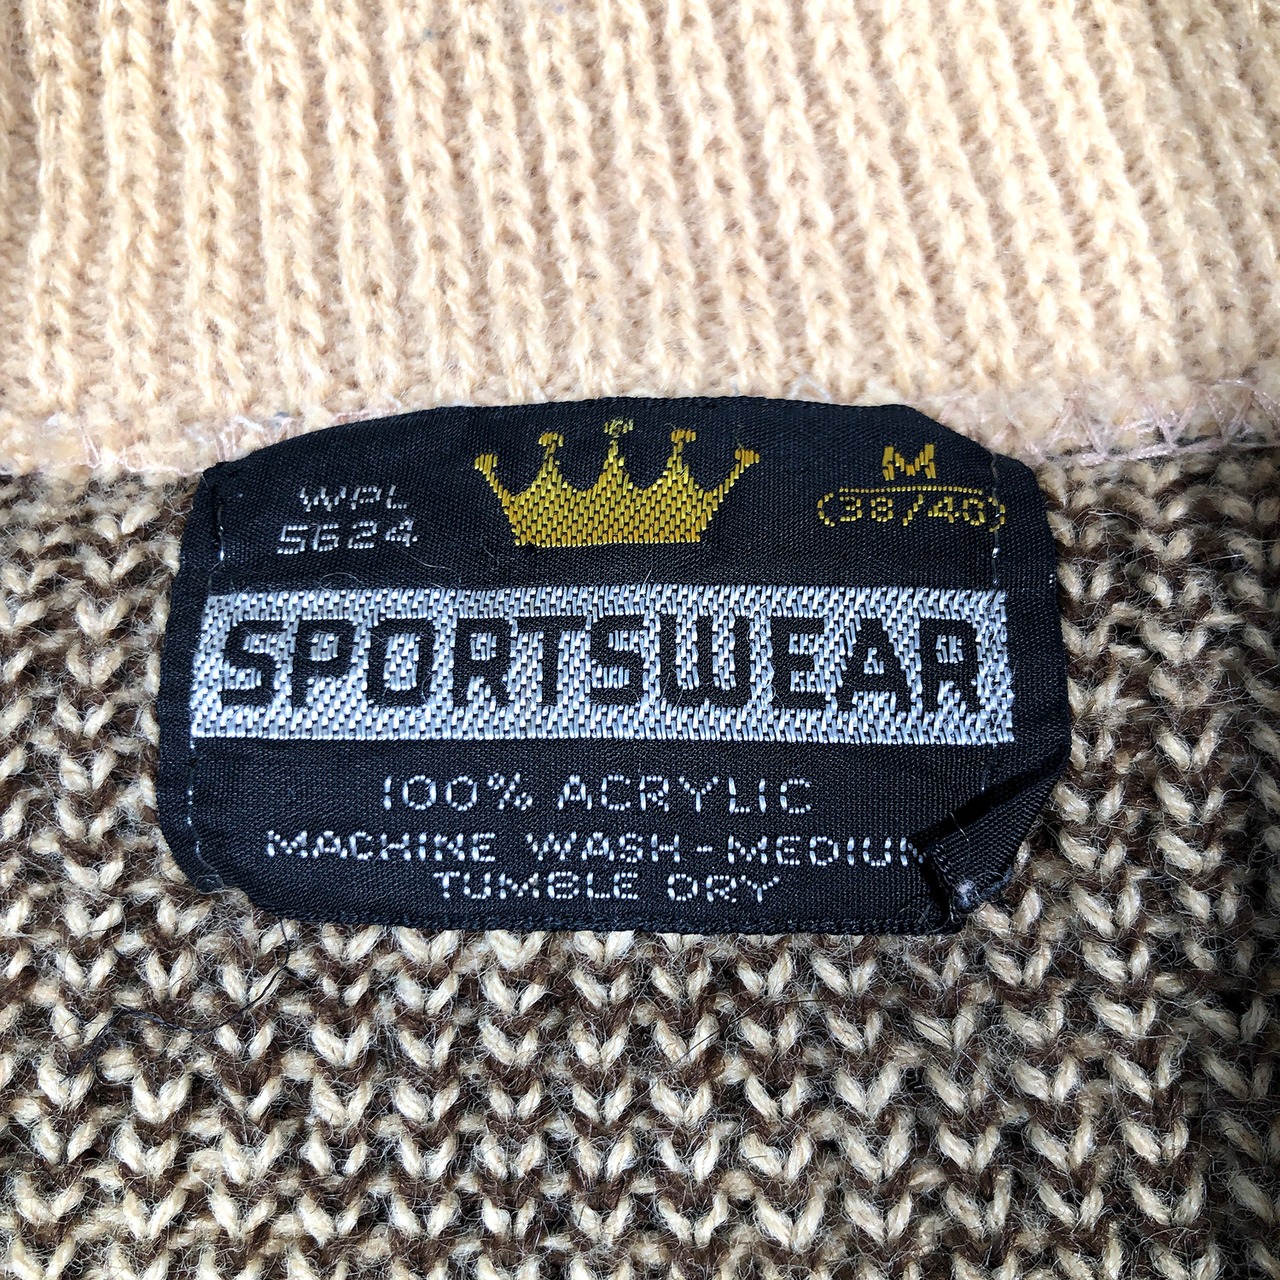 WPL
5624
M
(38/40)
SPORTSWEAR
100% ACRYLIC
MACHINE WASH - MEDIUM
TUMBLE DRY